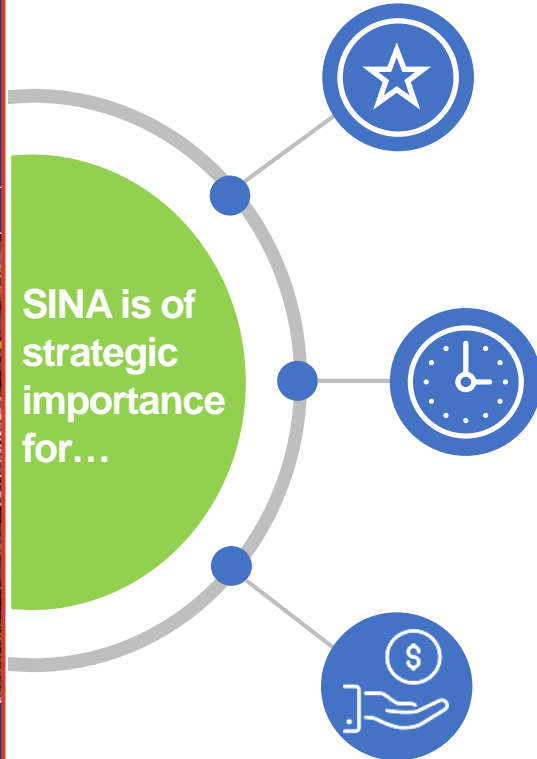 SINA is of
strategic
importance
for…
$